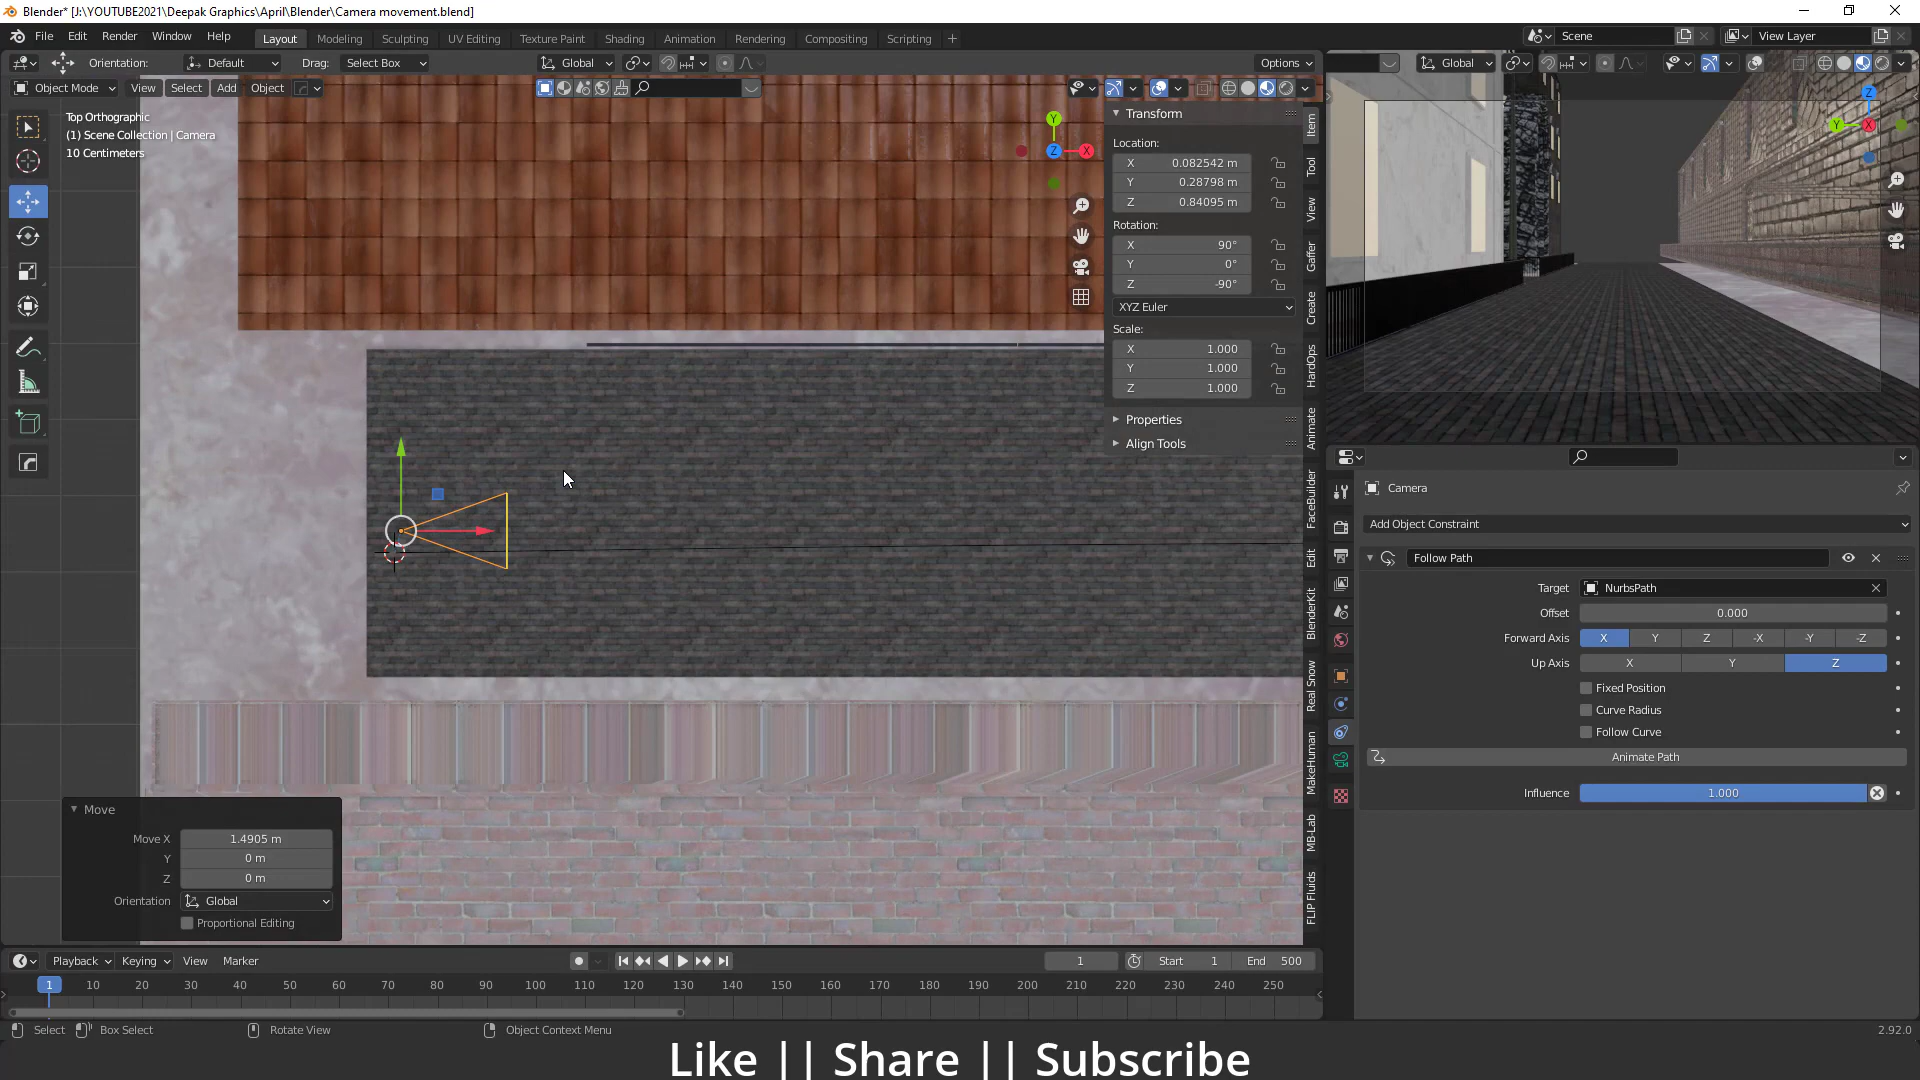 Blender* [J:\YOUTUBE2021\Deepak Graphics\April\Blender\Camera movement.blend]
File Edit Render Window Help Layout Modeling Sculpting UV Editing Texture Paint Shading Animation Rendering Compositing Scripting + Scene View Layer
Orientation: Default Drag: Select Box Global Options Global
Object Mode View Select Add Object
Top Orthographic
(1) Scene Collection | Camera
10 Centimeters
Y
Z X
Transform
Location:
X 0.082542 m
Y 0.28798 m
Z 0.84095 m
Rotation:
X 90°
Y 0°
Z -90°
XYZ Euler
Scale:
X 1.000
Y 1.000
Z 1.000
Properties
Align Tools
Item
Tool
View
Gaffer
Create
HardOps
Animate
FaceBuilder
Edit
BlenderKit
Real Snow
MakeHuman
MB-Lab
FLIP Fluids
Z
Y X
Camera
Add Object Constraint
Follow Path
Target NurbsPath
Offset 0.000
Forward Axis X Y Z -X -Y -Z
Up Axis X Y Z
Fixed Position
Curve Radius
Follow Curve
Animate Path
Influence 1.000
Move
Move X 1.4905 m
Y 0 m
Z 0 m
Orientation Global
Proportional Editing
Playback Keying View Marker 1 Start 1 End 500
1 10 20 30 40 50 60 70 80 90 100 110 120 130 140 150 160 170 180 190 200 210 220 230 240 250
Select Box Select Rotate View Object Context Menu 2.92.0
Like || Share || Subscribe